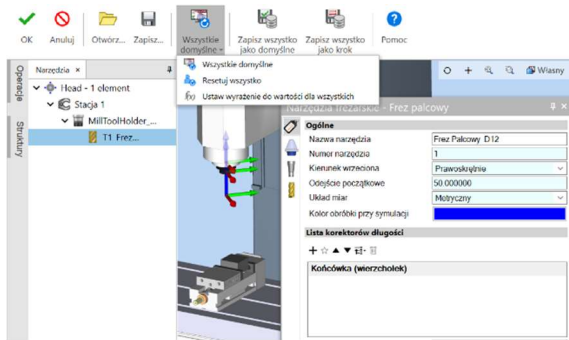 OK
Anuluj
Otwórz...
Zapisz...
Wszystkie domyślne
Zapisz wszystko jako domyślne
Zapisz wszystko jako krok
Pomoc
Wszystkie domyślne
Resetuj wszystko
f(x) Ustaw wyrażenie do wartości dla wszystkich
Operacje
Struktury
Narzędzia
Head - 1 element
Stacja 1
MillToolHolder_...
T1 Frez...
Własny
Narzędzia frezarskie - Frez palcowy
Ogólne
Nazwa narzędzia Frez Palcowy D12
Numer narzędzia 1
Kierunek wrzeciona Prawoskrętnie
Odejście początkowe 50.000000
Układ miar Metryczny
Kolor obróbki przy symulacji
Lista korektorów długości
Końcówka (wierzchołek)